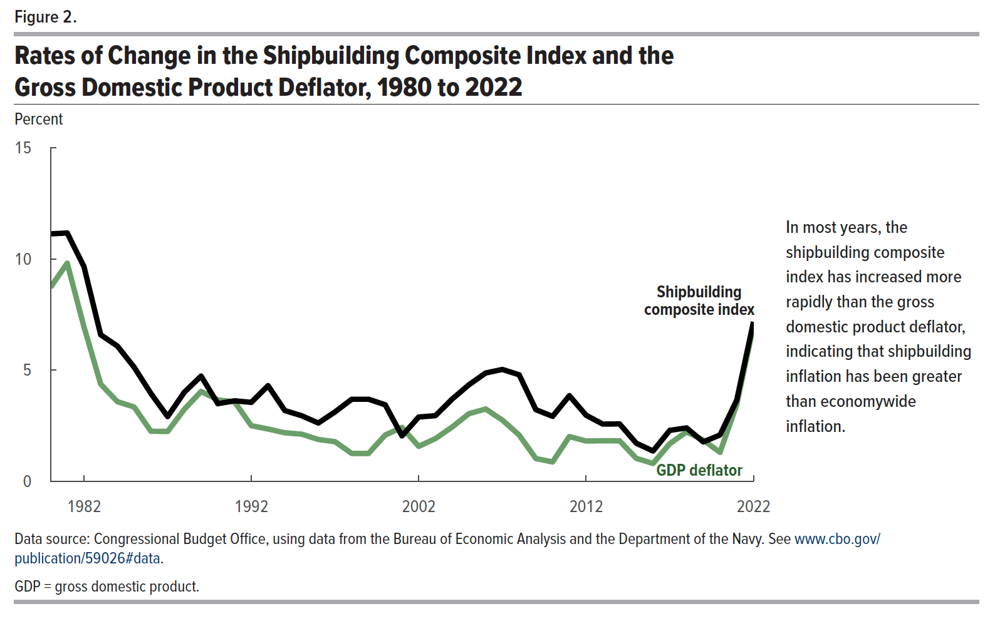 Figure 2.
Rates of Change in the Shipbuilding Composite Index and the
Gross Domestic Product Deflator, 1980 to 2022
Percent
15
10
5
0
Shipbuilding
composite index
GDP deflator
1982
1992
2002
2012
2022
In most years, the
shipbuilding composite
index has increased more
rapidly than the gross
domestic product deflator,
indicating that shipbuilding
inflation has been greater
than economywide
inflation.
Data source: Congressional Budget Office, using data from the Bureau of Economic Analysis and the Department of the Navy. See www.cbo.gov/
publication/59026#data.
GDP = gross domestic product.